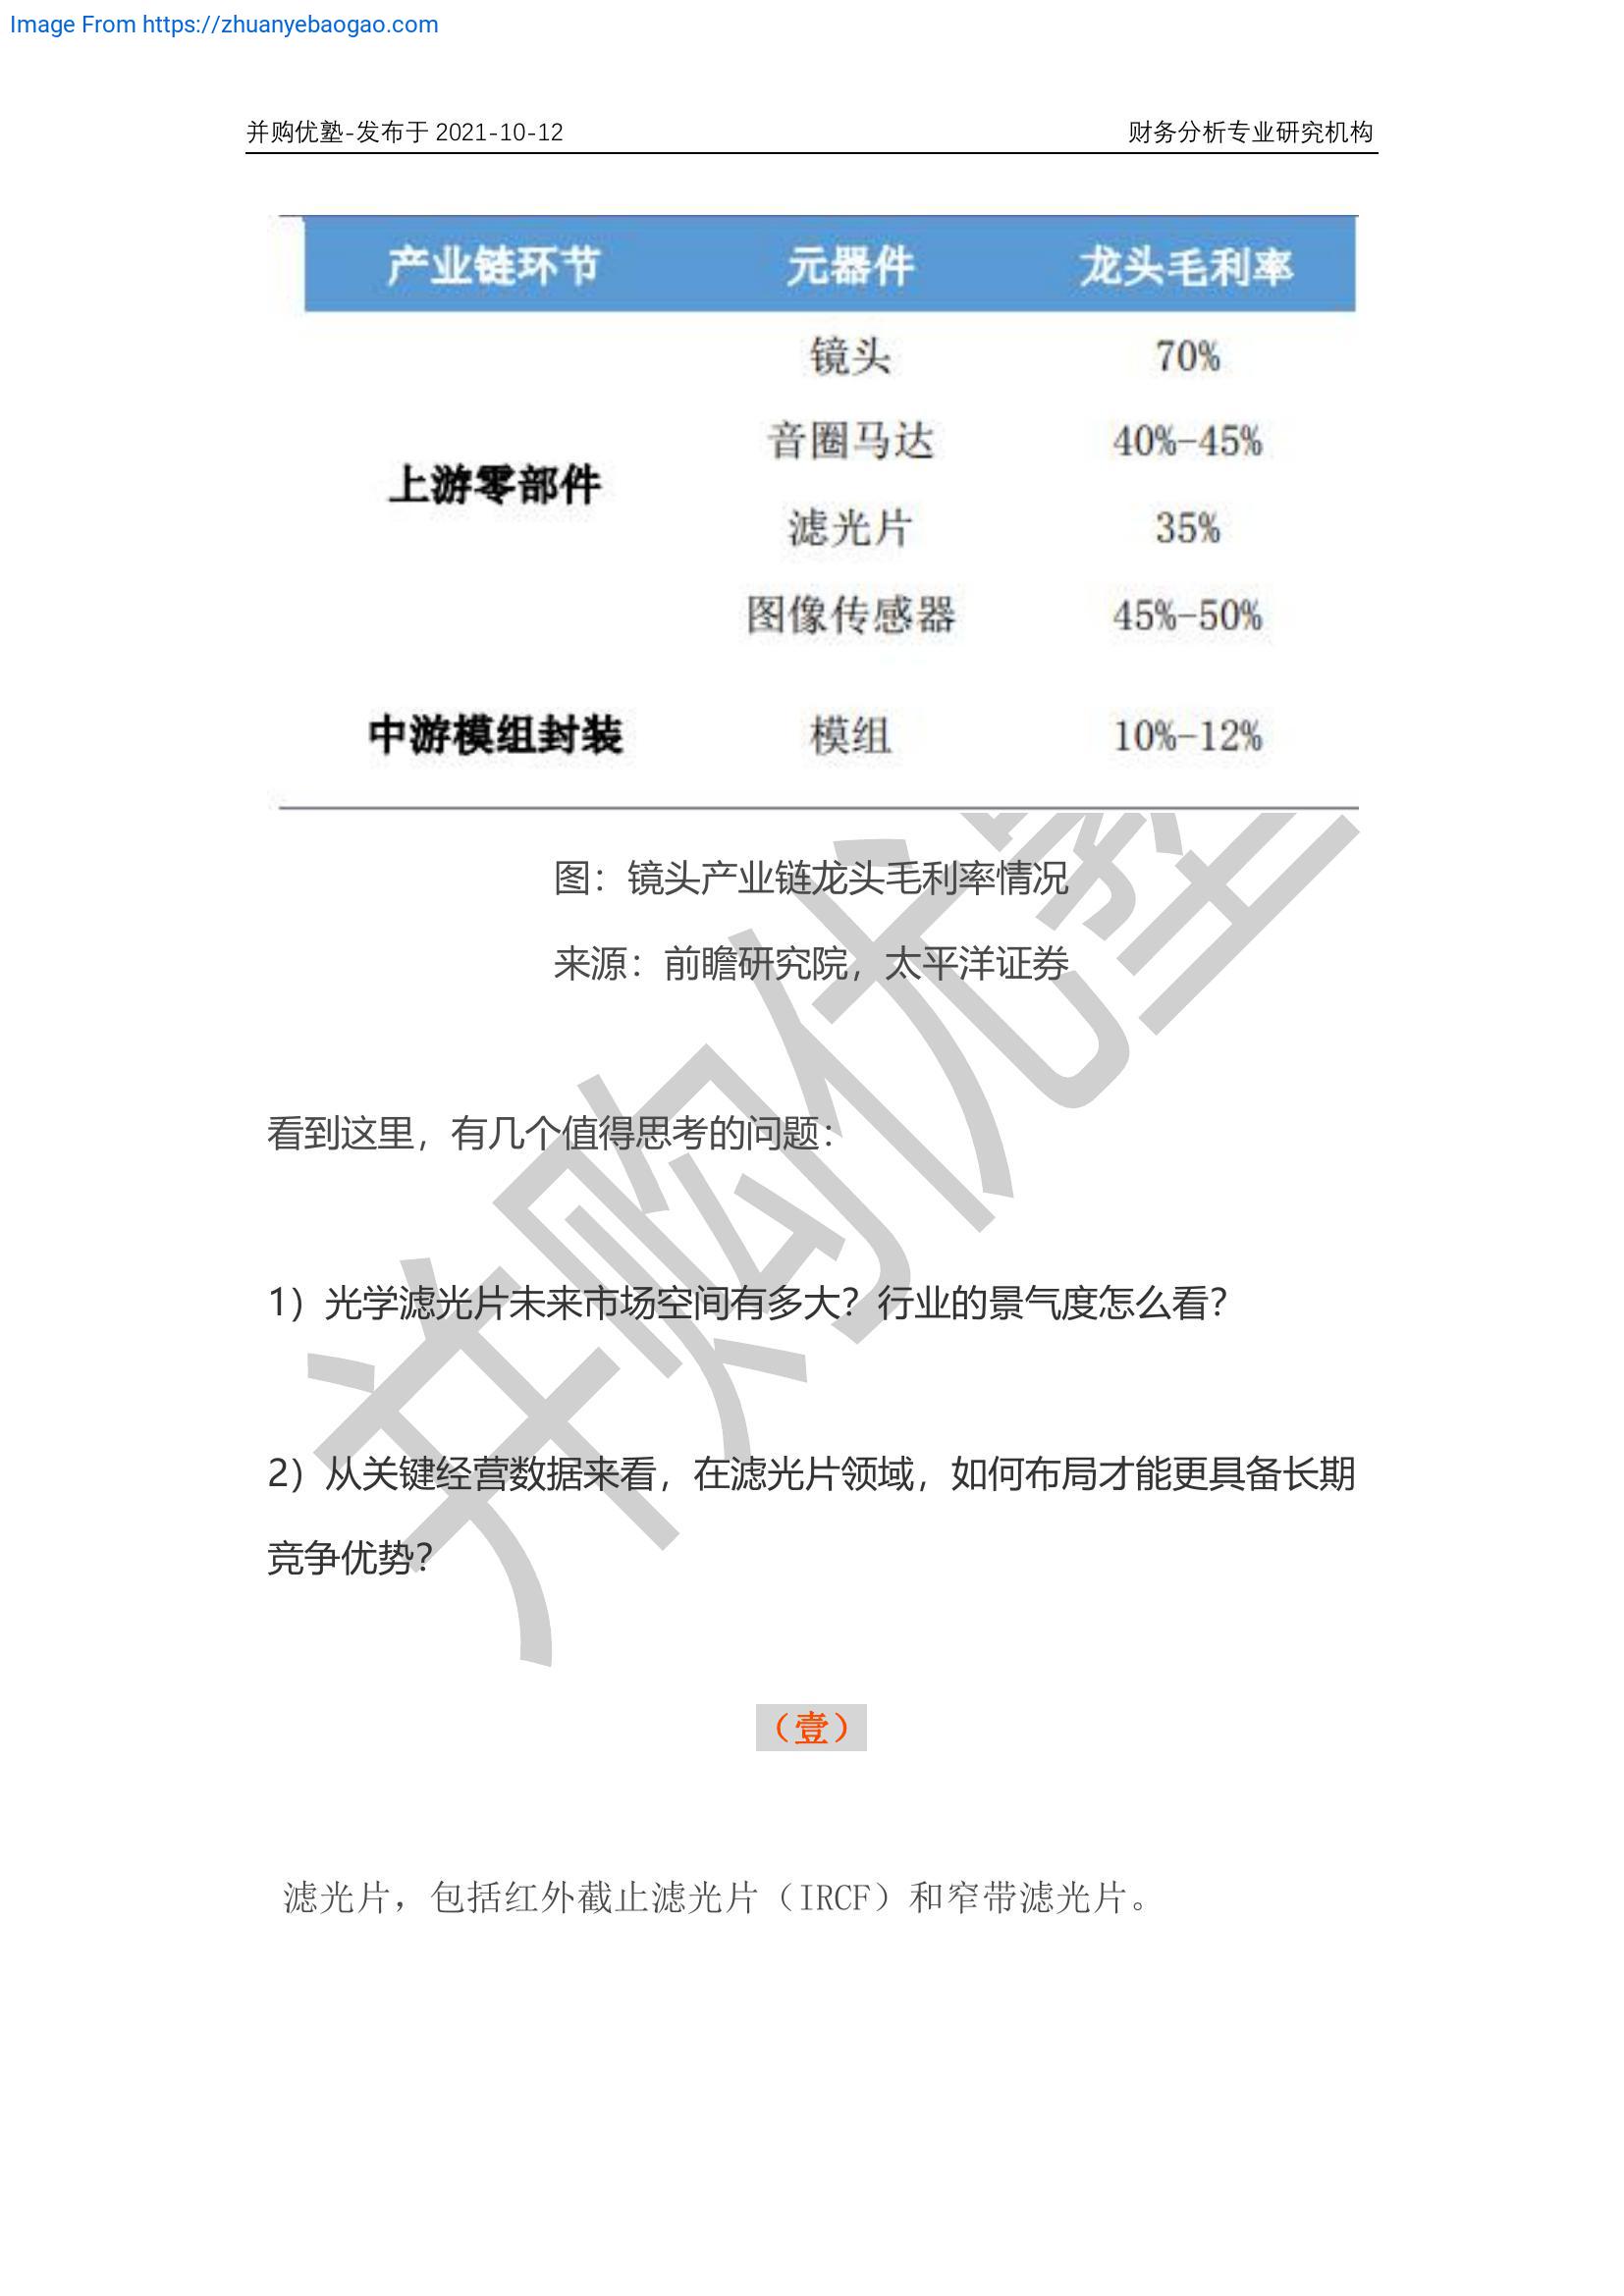 Image From https://zhuanyebaogao.com
并购优塾-发布于 2021-10-12 财务分析专业研究机构
产业链环节 元器件 龙头毛利率
镜头 70%
音圈马达 40%-45%
上游零部件
滤光片 35%
图像传感器 45%-50%
中游模组封装 模组 10%-12%
图：镜头产业链龙头毛利率情况
来源：前瞻研究院，太平洋证券
看到这里，有几个值得思考的问题：
1）光学滤光片未来市场空间有多大？行业的景气度怎么看？
2）从关键经营数据来看，在滤光片领域，如何布局才能更具备长期
竞争优势？
（壹）
滤光片，包括红外截止滤光片（IRCF）和窄带滤光片。
并购优塾